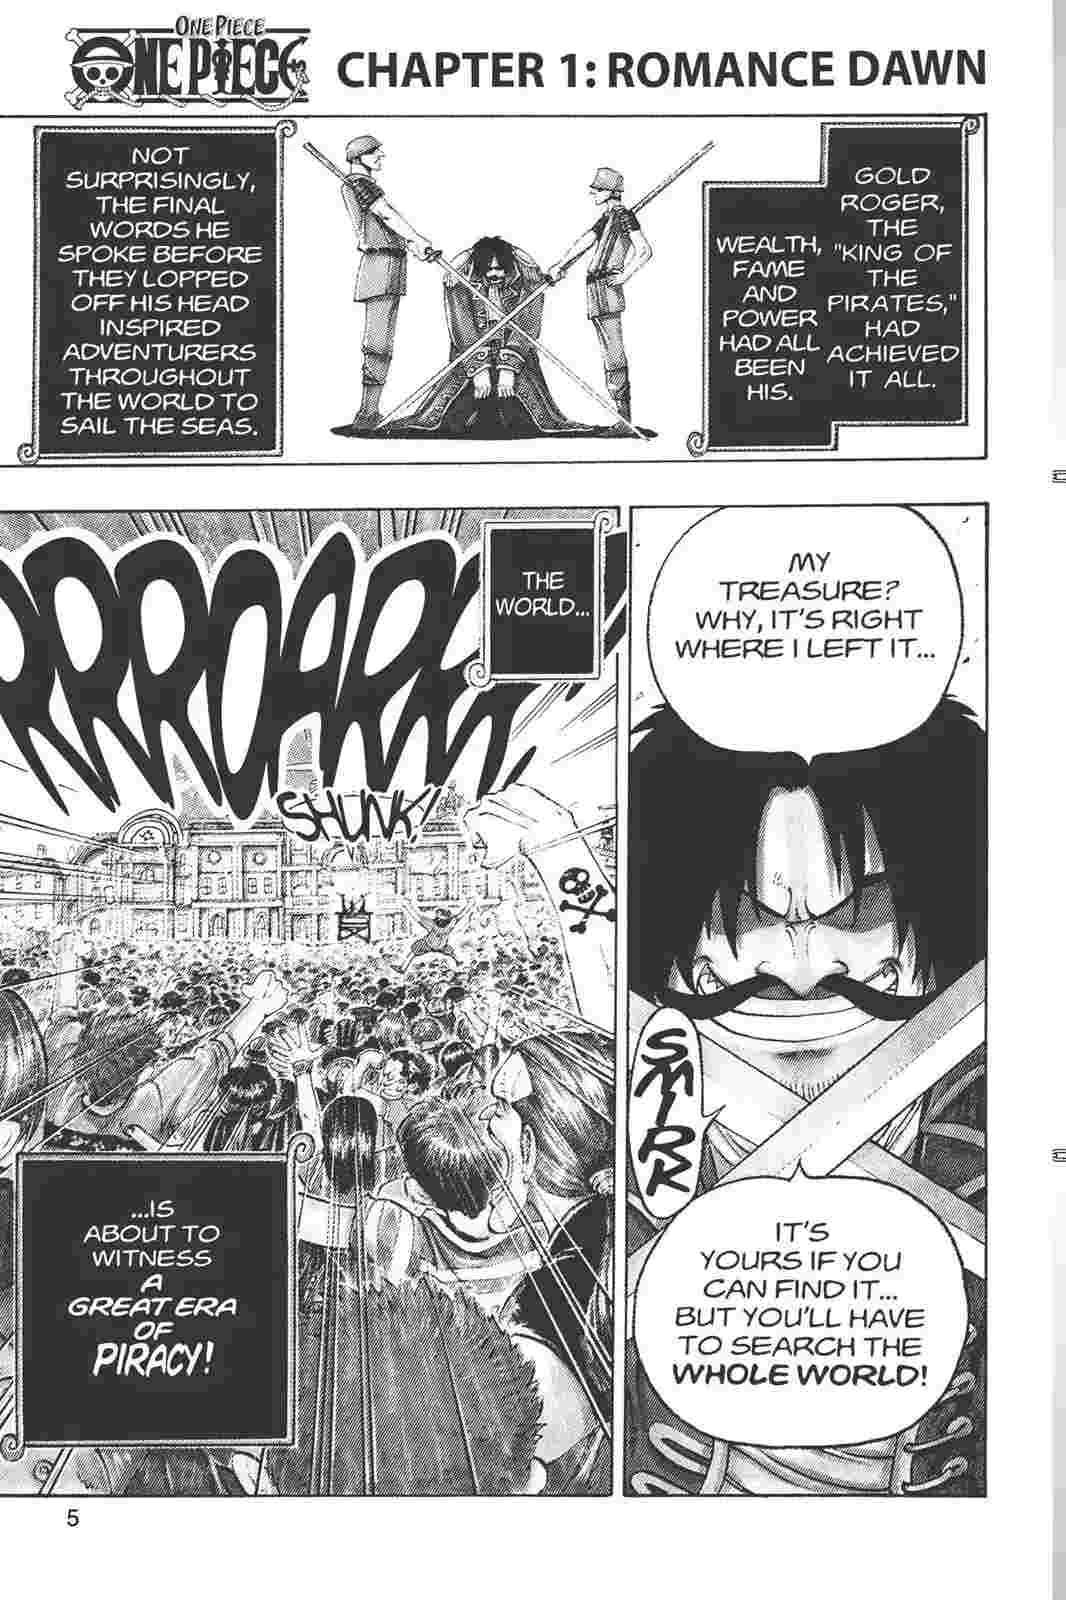 ONE PIECE
ONE PIECE
CHAPTER 1: ROMANCE DAWN
GOLD
ROGER,
THE
"KING OF
THE
PIRATES,"
HAD
ACHIEVED
IT ALL.
WEALTH,
FAME
AND
POWER
HAD ALL
BEEN
HIS.
NOT
SURPRISINGLY,
THE FINAL
WORDS HE
SPOKE BEFORE
THEY LOPPED
OFF HIS HEAD
INSPIRED
ADVENTURERS
THROUGHOUT
THE WORLD TO
SAIL THE SEAS.
MY
TREASURE?
WHY, IT'S RIGHT
WHERE I LEFT IT...
SMIRK
IT'S
YOURS IF YOU
CAN FIND IT...
BUT YOU'LL HAVE
TO SEARCH THE
WHOLE WORLD!
THE
WORLD...
RRRROARRR
SHUNK!
...IS
ABOUT TO
WITNESS
A
GREAT ERA
OF
PIRACY!
5